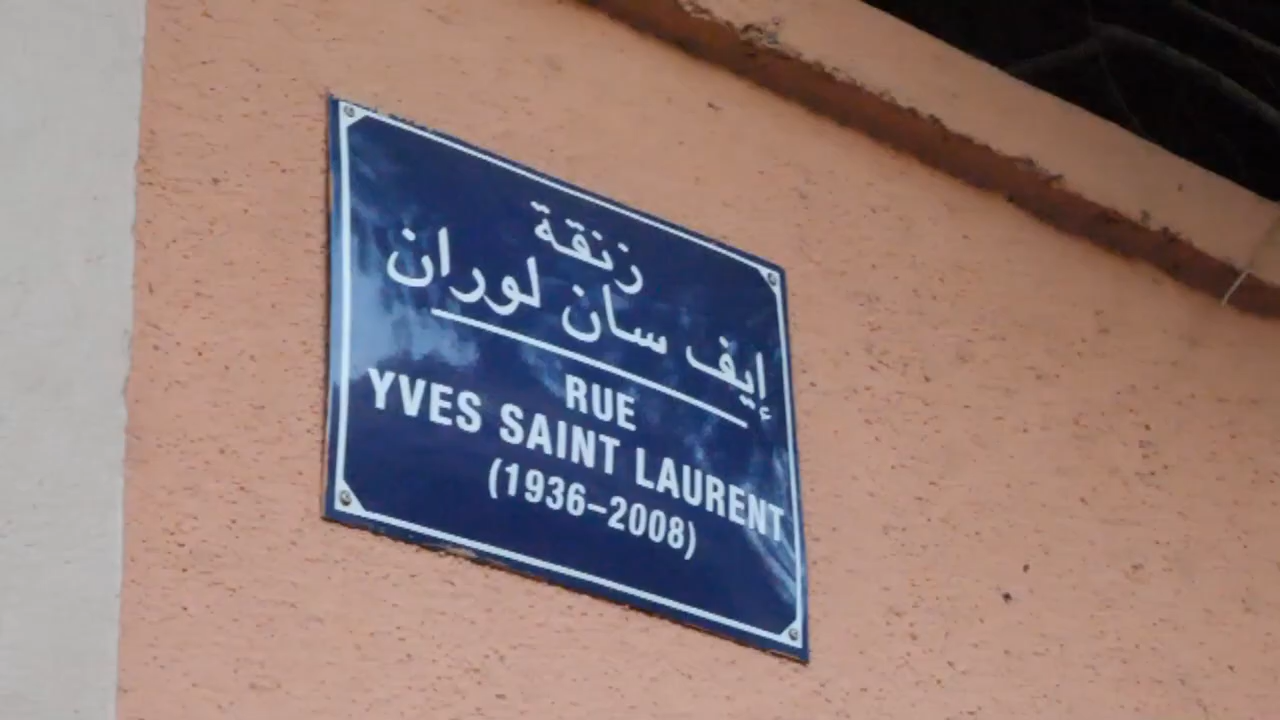 زنقة
إيف سان لوران
RUE
YVES SAINT LAURENT
(1936–2008)